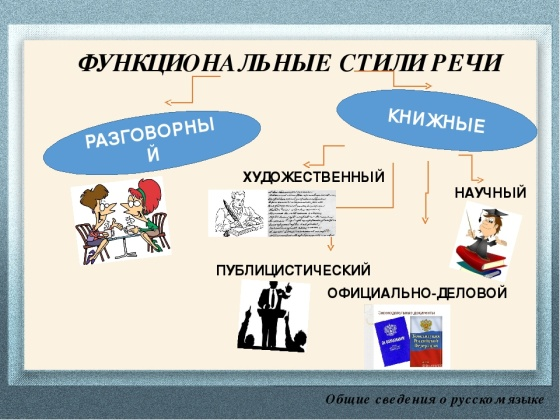 ФУНКЦИОНАЛЬНЫЕ СТИЛИ РЕЧИ
РАЗГОВОРНЫ
Й
КНИЖНЫЕ
ХУДОЖЕСТВЕННЫЙ
НАУЧНЫЙ
ПУБЛИЦИСТИЧЕСКИЙ
ОФИЦИАЛЬНО-ДЕЛОВОЙ
Общие сведения о русском языке